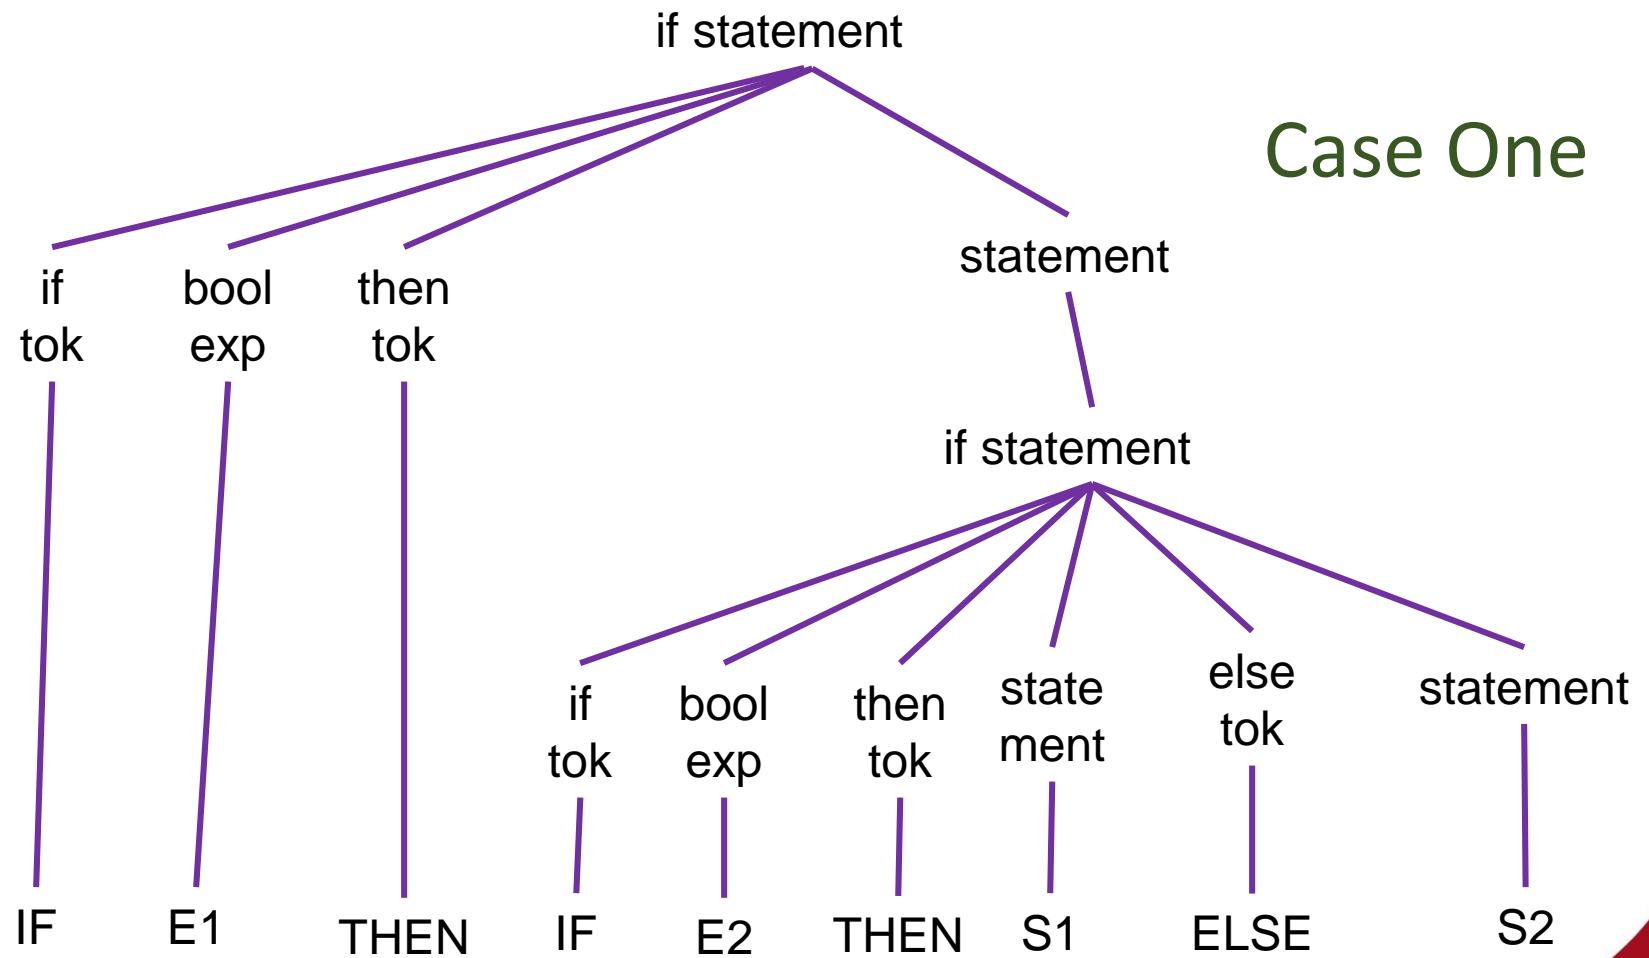 if statement
Case One
statement
if
tok
bool
exp
then
tok
if statement
if
tok
bool
exp
then
tok
state
ment
else
tok
statement
IF
E1
THEN
IF
E2
THEN
S1
ELSE
S2